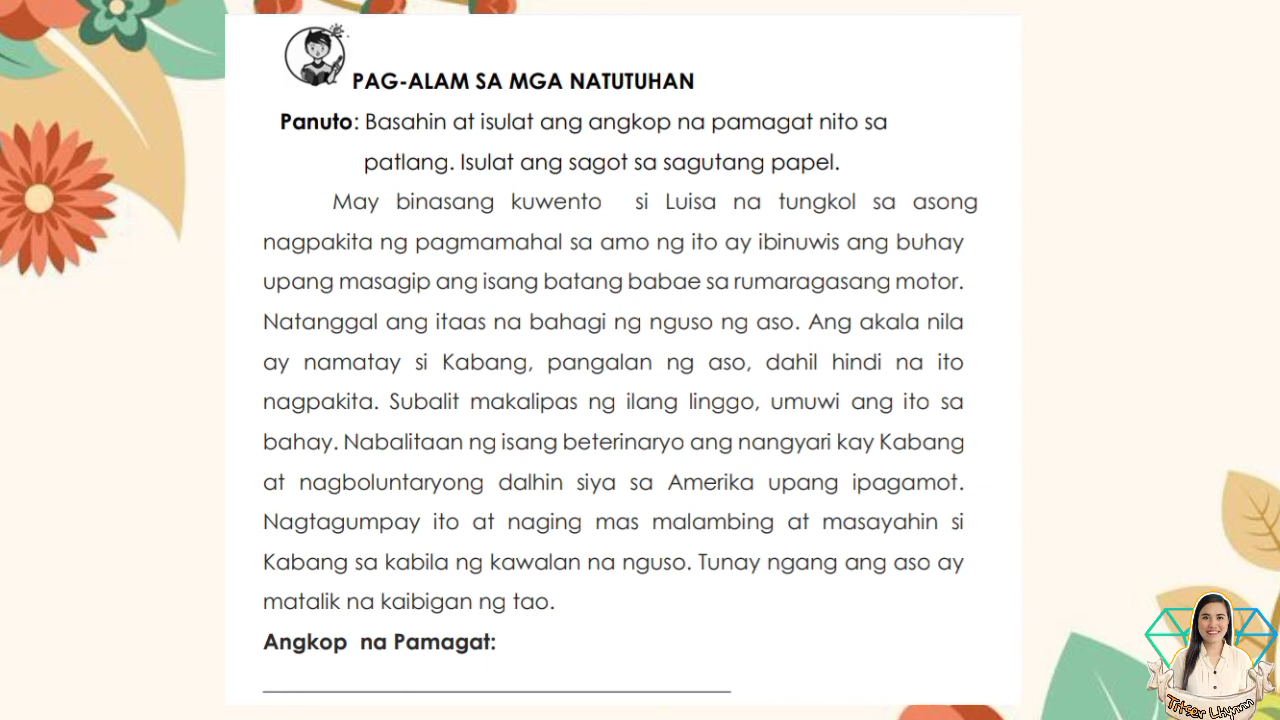 PAG-ALAM SA MGA NATUTUHAN
Panuto: Basahin at isulat ang angkop na pamagat nito sa
patlang. Isulat ang sagot sa sagutang papel.
May binasang kuwento si Luisa na tungkol sa asong
nagpakita ng pagmamahal sa amo ng ito ay ibinuwis ang buhay
upang masagip ang isang batang babae sa rumaragasang motor.
Natanggal ang itaas na bahagi ng nguso ng aso. Ang akala nila
ay namatay si Kabang, pangalan ng aso, dahil hindi na ito
nagpakita. Subalit makalipas ng ilang linggo, umuwi ang ito sa
bahay. Nabalitaan ng isang beterinaryo ang nangyari kay Kabang
at nagboluntaryong dalhin siya sa Amerika upang ipagamot.
Nagtagumpay ito at naging mas malambing at masayahin si
Kabang sa kabila ng kawalan na nguso. Tunay ngang ang aso ay
matalik na kaibigan ng tao.
Angkop na Pamagat:
Titser Lhynnn